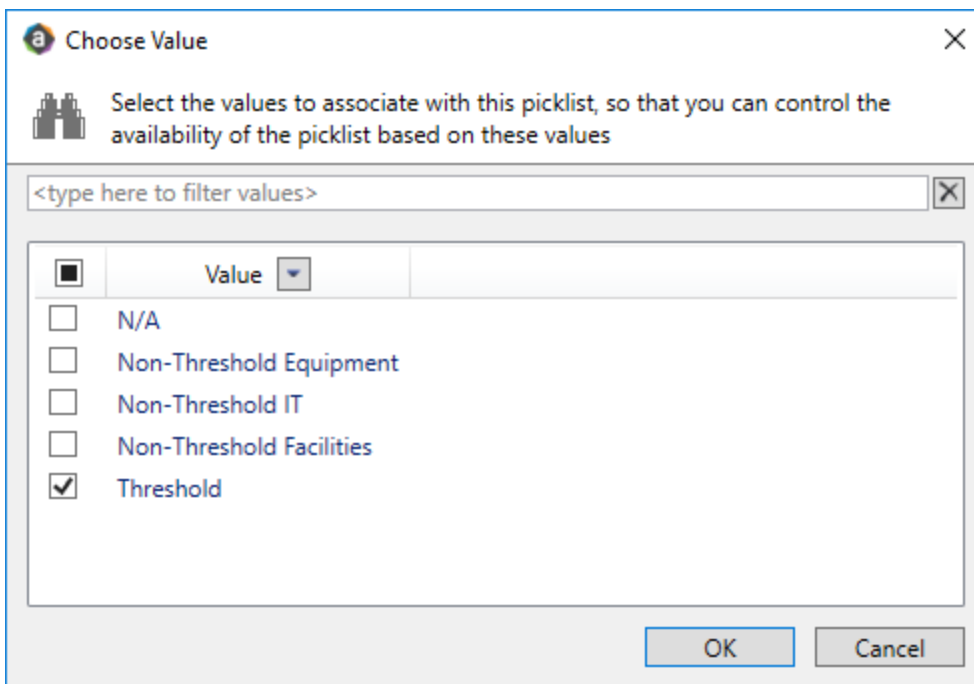 Choose Value
Select the values to associate with this picklist, so that you can control the
availability of the picklist based on these values
<type here to filter values>
Value
N/A
Non-Threshold Equipment
Non-Threshold IT
Non-Threshold Facilities
Threshold
OK
Cancel